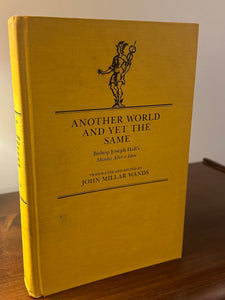 ANOTHER WORLD
AND YET THE
SAME
Bishop Joseph Hall's
Mundus Alter et Idem
TRANSLATED AND EDITED BY
JOHN MILLAR WANDS